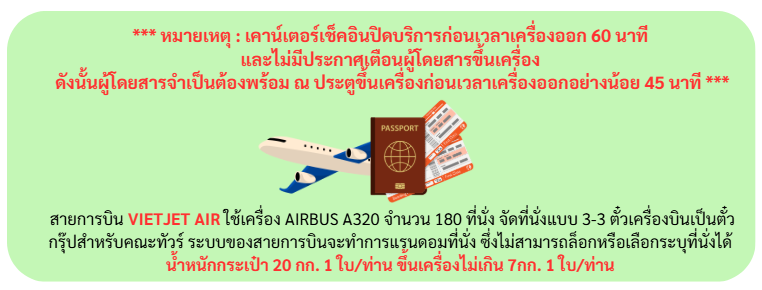 *** หมายเหตุ : เคาน์เตอร์เช็คอินปิดบริการก่อนเวลาเครื่องออก 60 นาที
และไม่มีประกาศเตือนผู้โดยสารขึ้นเครื่อง
ดังนั้นผู้โดยสารจำเป็นต้องพร้อม ณ ประตูขึ้นเครื่องก่อนเวลาเครื่องออกอย่างน้อย 45 นาที ***
PASSPORT
สายการบิน VIETJET AIR ใช้เครื่อง AIRBUS A320 จำนวน 180 ที่นั่ง จัดที่นั่งแบบ 3-3 ตั๋วเครื่องบินเป็นตั๋ว
กรุ๊ปสำหรับคณะทัวร์ ระบบของสายการบินจะทำการแรนดอมที่นั่ง ซึ่งไม่สามารถล็อกหรือเลือกระบุที่นั่งได้
น้ำหนักกระเป๋า 20 กก. 1 ใบ/ท่าน ขึ้นเครื่องไม่เกิน 7กก. 1 ใบ/ท่าน